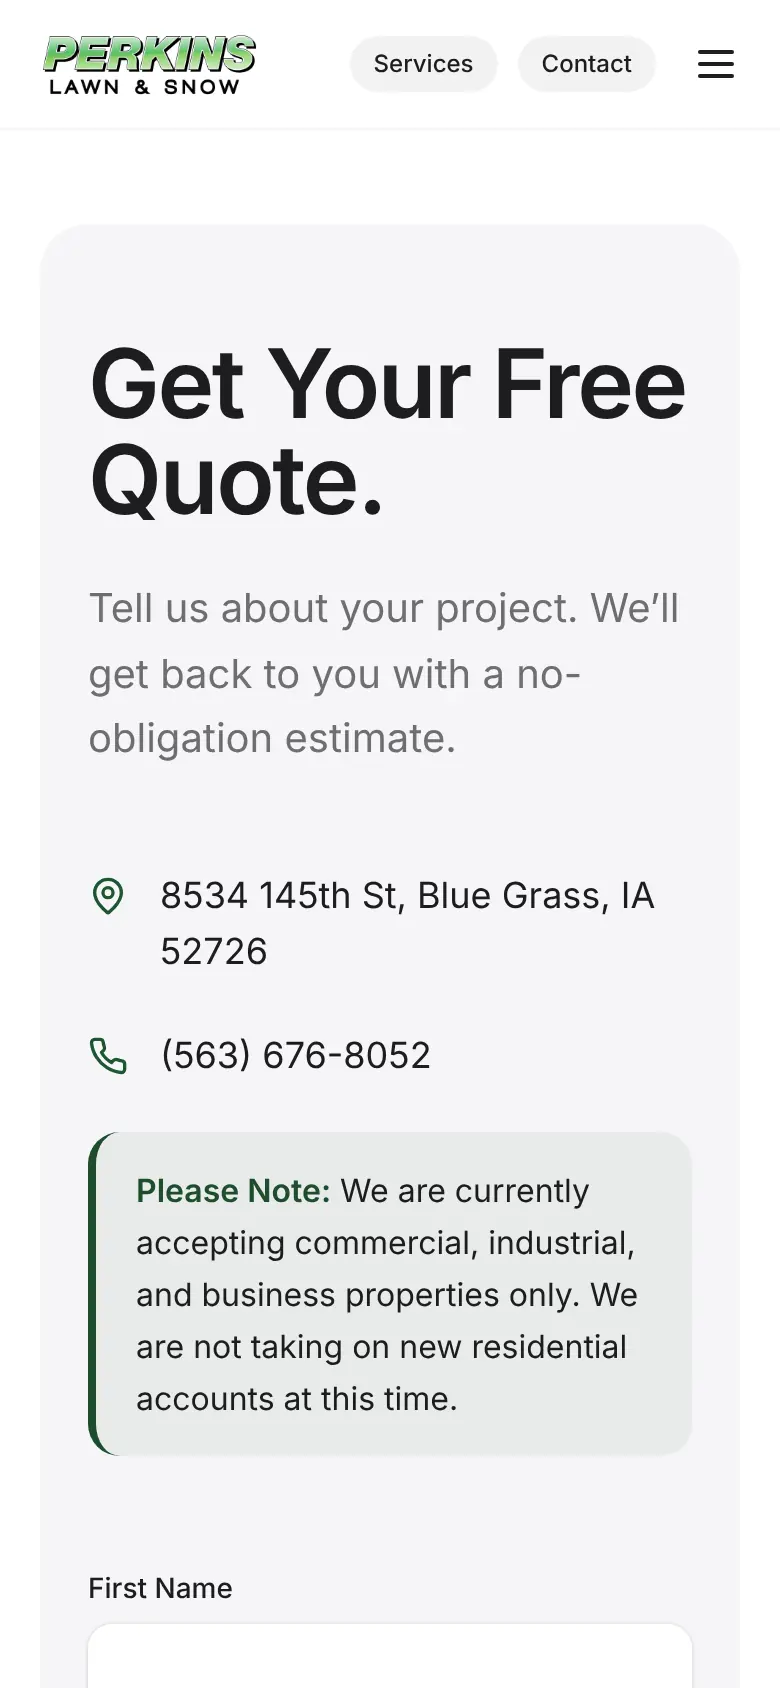 PERKINS
LAWN & SNOW
Services
Contact
Get Your Free
Quote.
Tell us about your project. We’ll
get back to you with a no-
obligation estimate.
8534 145th St, Blue Grass, IA
52726
(563) 676-8052
Please Note: We are currently
accepting commercial, industrial,
and business properties only. We
are not taking on new residential
accounts at this time.
First Name